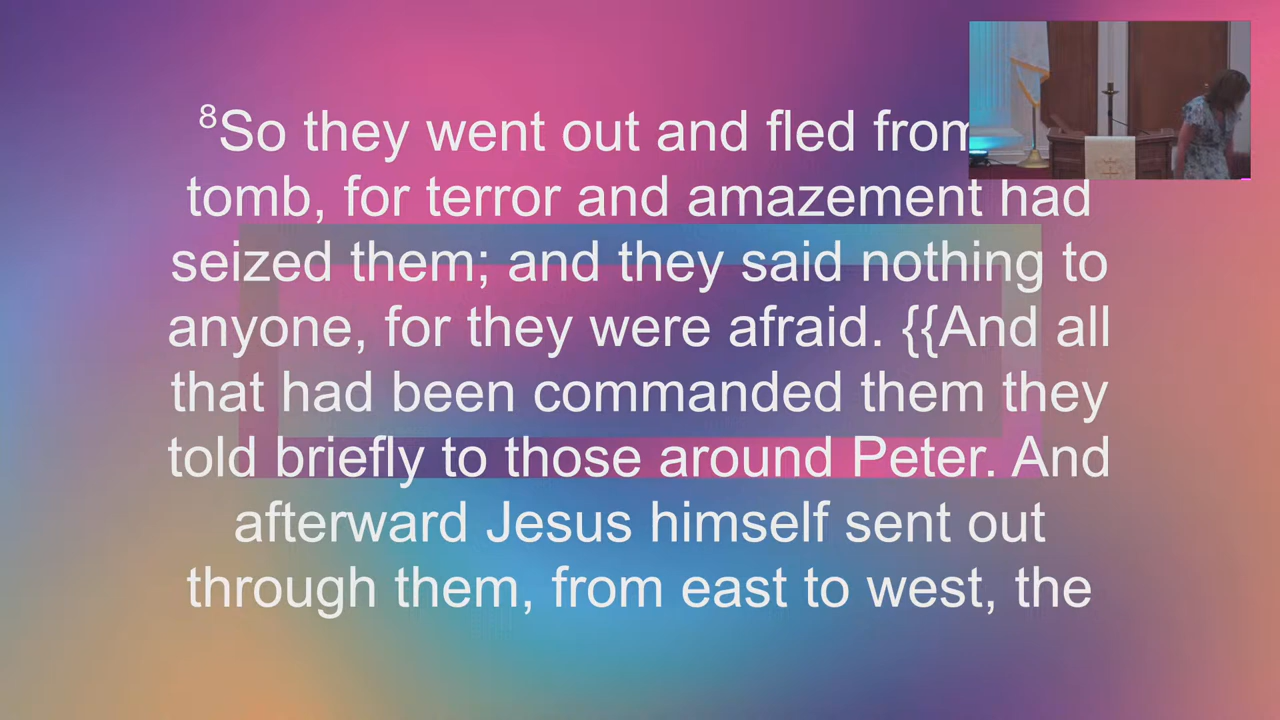 ⁸So they went out and fled from
tomb, for terror and amazement had
seized them; and they said nothing to
anyone, for they were afraid. {{And all
that had been commanded them they
told briefly to those around Peter. And
afterward Jesus himself sent out
through them, from east to west, the